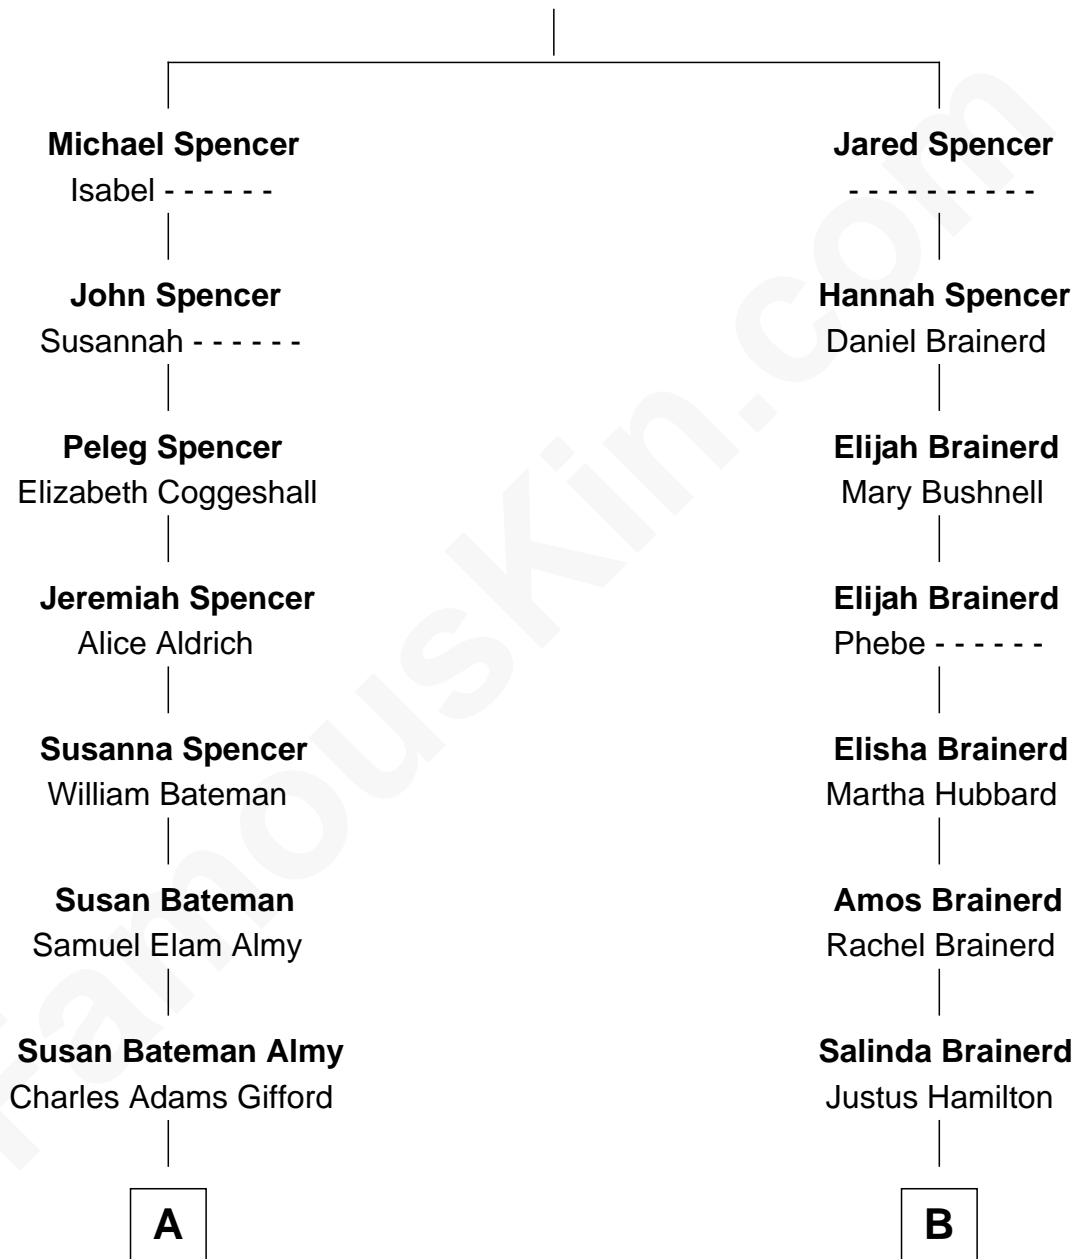 Michael Spencer
Isabel - - - - - -
John Spencer
Susannah - - - - - -
Peleg Spencer
Elizabeth Coggeshall
Jeremiah Spencer
Alice Aldrich
Susanna Spencer
William Bateman
Susan Bateman
Samuel Elam Almy
Susan Bateman Almy
Charles Adams Gifford
A
Jared Spencer
- - - - - - - - - -
Hannah Spencer
Daniel Brainerd
Elijah Brainerd
Mary Bushnell
Elijah Brainerd
Phebe - - - - - -
Elisha Brainerd
Martha Hubbard
Amos Brainerd
Rachel Brainerd
Salinda Brainerd
Justus Hamilton
B
FamousKin.com